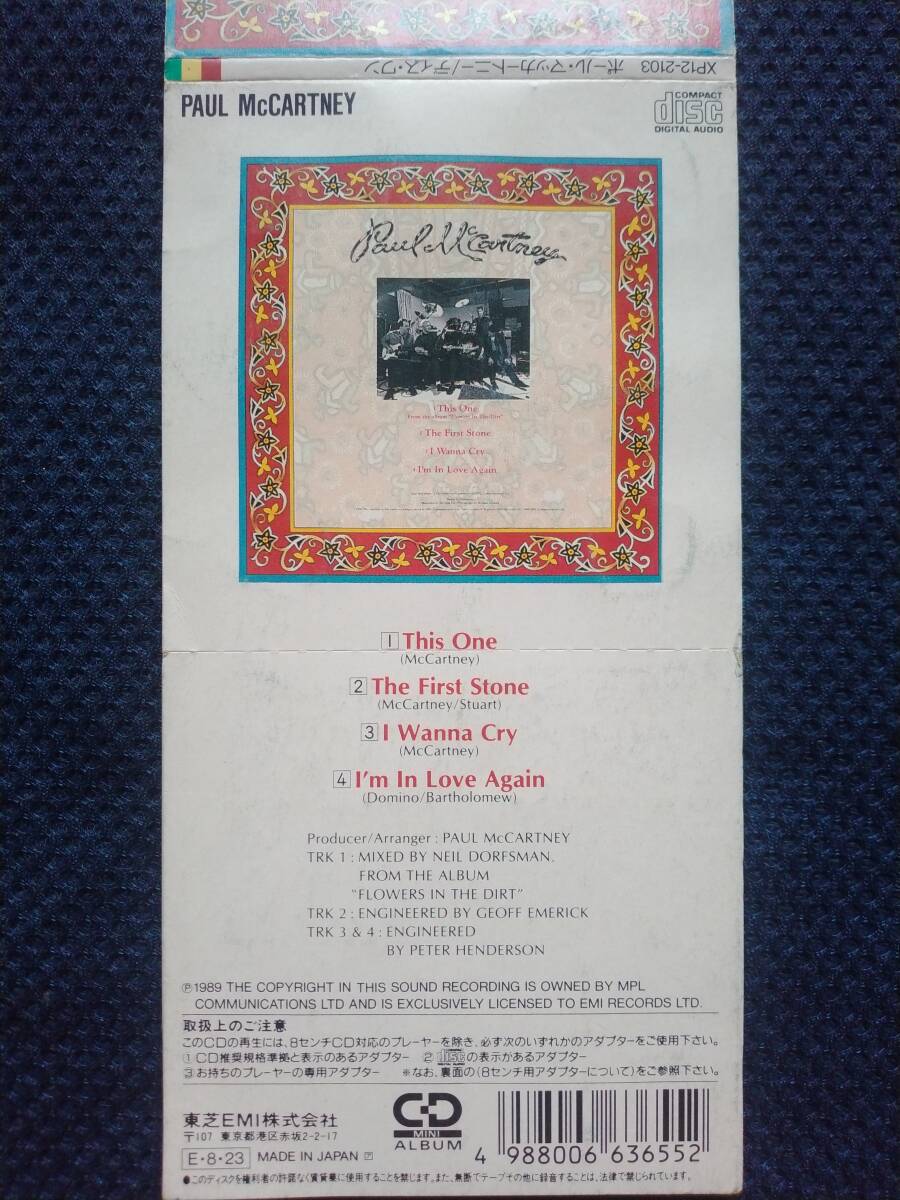 XP12-2103 ポール・マッカートニー/ディス・ワン
PAUL McCARTNEY
COMPACT
disc
DIGITAL AUDIO
Paul McCartney
This One
From the album "Flowers In The Dirt"
The First Stone
I Wanna Cry
I'm In Love Again
1 This One
(McCartney)
2 The First Stone
(McCartney/Stuart)
3 I Wanna Cry
(McCartney)
4 I'm In Love Again
(Domino/Bartholomew)
Producer/Arranger : PAUL McCARTNEY
TRK 1 : MIXED BY NEIL DORFSMAN.
FROM THE ALBUM
"FLOWERS IN THE DIRT"
TRK 2 : ENGINEERED BY GEOFF EMERICK
TRK 3 & 4 : ENGINEERED
BY PETER HENDERSON
Ⓟ1989 THE COPYRIGHT IN THIS SOUND RECORDING IS OWNED BY MPL
COMMUNICATIONS LTD AND IS EXCLUSIVELY LICENSED TO EMI RECORDS LTD.
取扱上のご注意
このCDの再生には、8センチCD対応のプレーヤーを除き、必ず次のいずれかのアダプターをご使用下さい。
①CD推奨規格準拠と表示のあるアダプター ②discの表示があるアダプター
③お持ちのプレーヤーの専用アダプター ※なお、裏面の(8センチ用アダプターについて)をご参照下さい。
東芝EMI株式会社
〒107 東京都港区赤坂2-2-17
E・8・23 MADE IN JAPAN Ⓟ
CD
MINI
ALBUM
4 988006 636552
●このディスクを権利者の許諾なく賃貸業に使用することを禁じます。また、無断でテープその他に録音することは、法律で禁じられています。